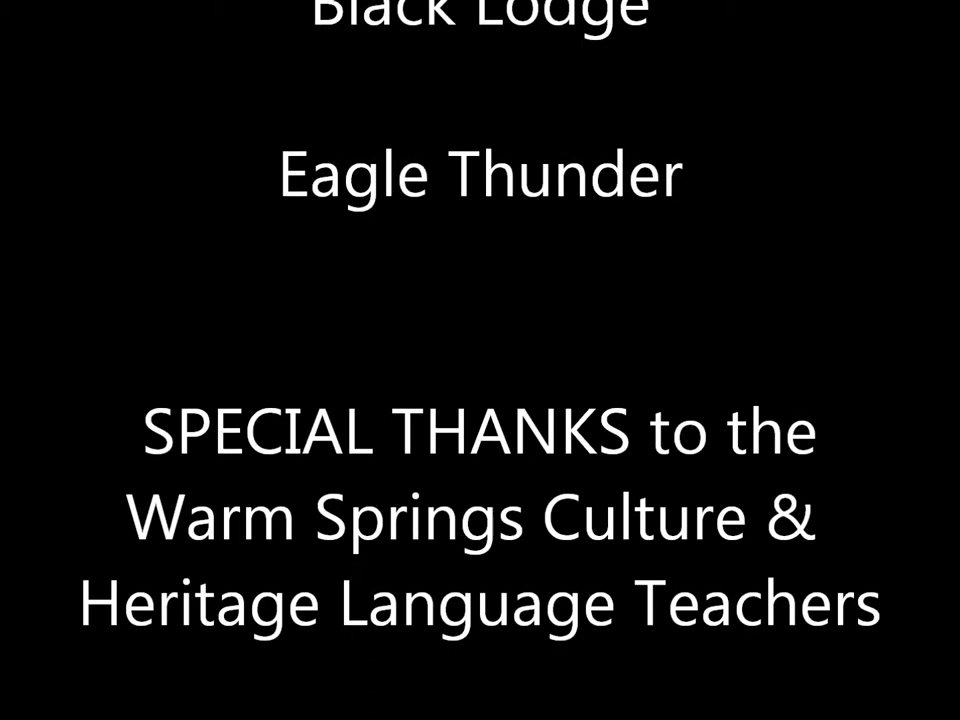 Black Lodge
Eagle Thunder
SPECIAL THANKS to the
Warm Springs Culture &
Heritage Language Teachers